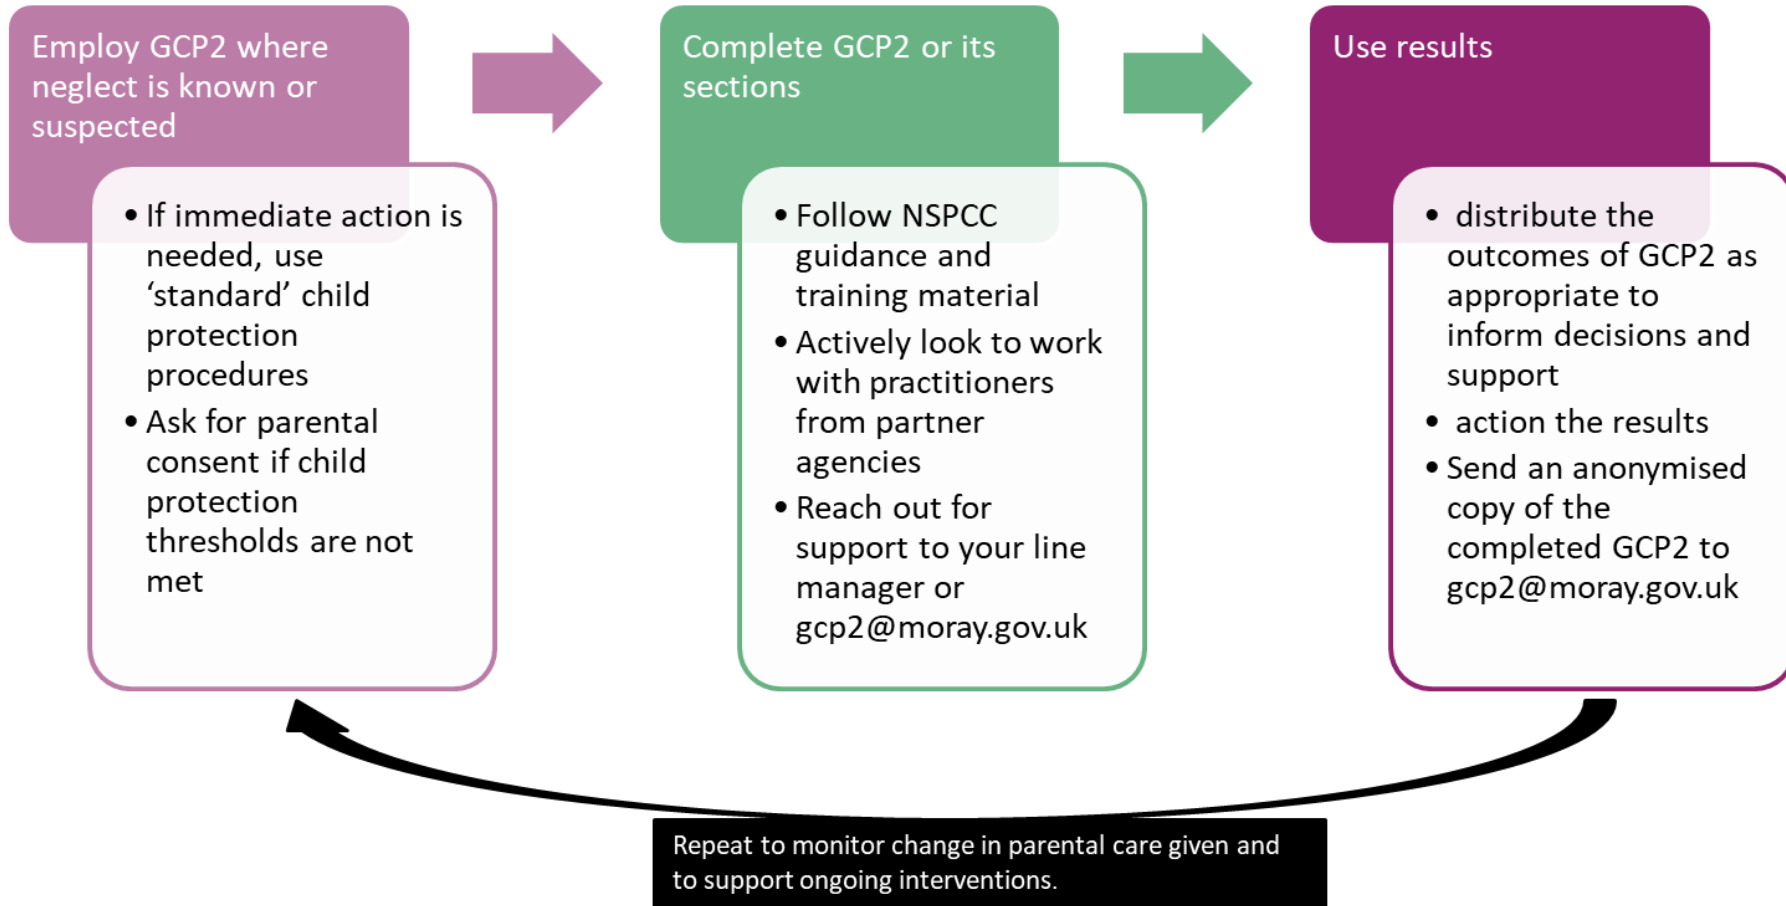 Employ GCP2 where
neglect is known or
suspected
• If immediate action is
needed, use
‘standard’ child
protection
procedures
• Ask for parental
consent if child
protection
thresholds are not
met
Complete GCP2 or its
sections
• Follow NSPCC
guidance and
training material
• Actively look to work
with practitioners
from partner
agencies
• Reach out for
support to your line
manager or
gcp2@moray.gov.uk
Use results
• distribute the
outcomes of GCP2 as
appropriate to
inform decisions and
support
• action the results
• Send an anonymised
copy of the
completed GCP2 to
gcp2@moray.gov.uk
Repeat to monitor change in parental care given and
to support ongoing interventions.